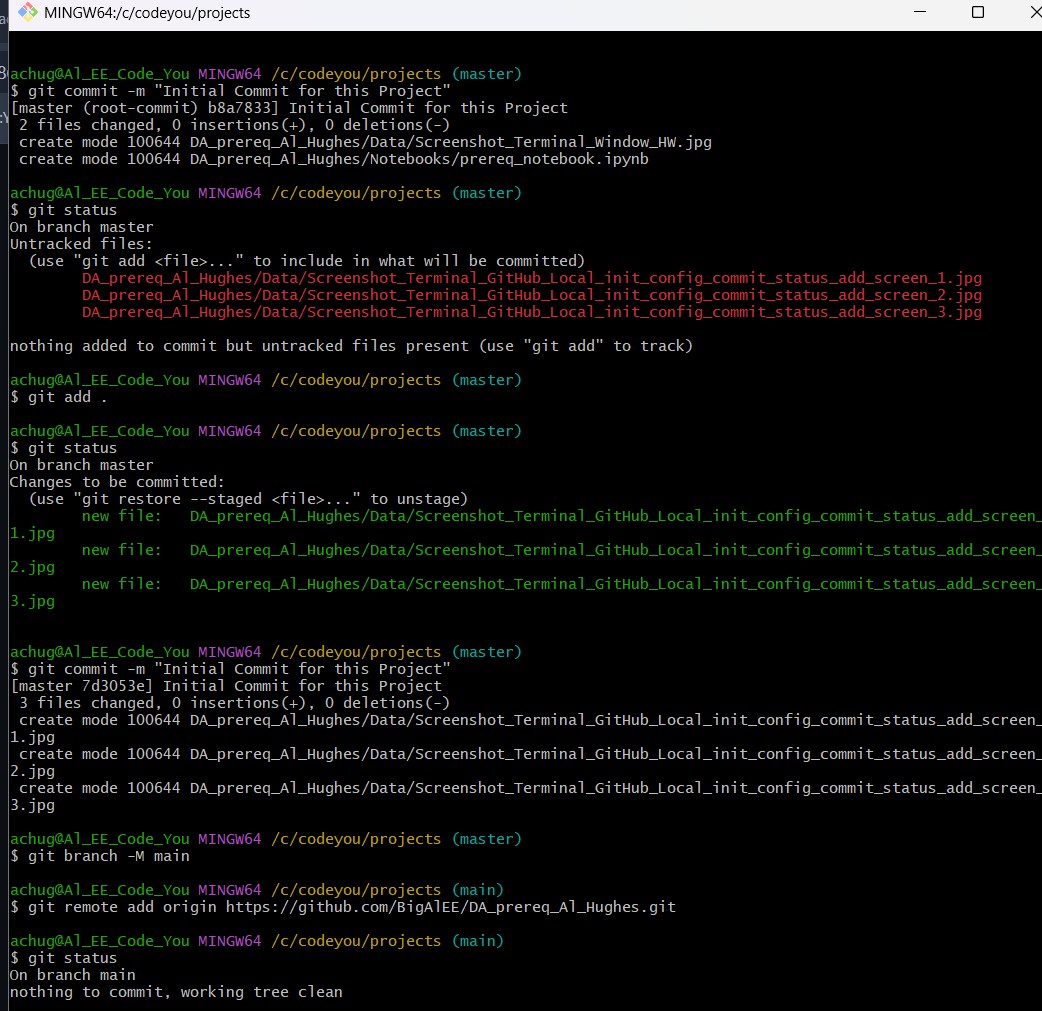 MINGW64:/c/codeyou/projects
achug@Al_EE_Code_You MINGW64 /c/codeyou/projects (master)
$ git commit -m "Initial Commit for this Project"
[master (root-commit) b8a7833] Initial Commit for this Project
 2 files changed, 0 insertions(+), 0 deletions(-)
 create mode 100644 DA_prereq_Al_Hughes/Data/Screenshot_Terminal_Window_HW.jpg
 create mode 100644 DA_prereq_Al_Hughes/Notebooks/prereq_notebook.ipynb
achug@Al_EE_Code_You MINGW64 /c/codeyou/projects (master)
$ git status
On branch master
Untracked files:
  (use "git add <file>..." to include in what will be committed)
        DA_prereq_Al_Hughes/Data/Screenshot_Terminal_GitHub_Local_init_config_commit_status_add_screen_1.jpg
        DA_prereq_Al_Hughes/Data/Screenshot_Terminal_GitHub_Local_init_config_commit_status_add_screen_2.jpg
        DA_prereq_Al_Hughes/Data/Screenshot_Terminal_GitHub_Local_init_config_commit_status_add_screen_3.jpg
nothing added to commit but untracked files present (use "git add" to track)
achug@Al_EE_Code_You MINGW64 /c/codeyou/projects (master)
$ git add .
achug@Al_EE_Code_You MINGW64 /c/codeyou/projects (master)
$ git status
On branch master
Changes to be committed:
  (use "git restore --staged <file>..." to unstage)
        new file:   DA_prereq_Al_Hughes/Data/Screenshot_Terminal_GitHub_Local_init_config_commit_status_add_screen_
1.jpg
        new file:   DA_prereq_Al_Hughes/Data/Screenshot_Terminal_GitHub_Local_init_config_commit_status_add_screen_
2.jpg
        new file:   DA_prereq_Al_Hughes/Data/Screenshot_Terminal_GitHub_Local_init_config_commit_status_add_screen_
3.jpg
achug@Al_EE_Code_You MINGW64 /c/codeyou/projects (master)
$ git commit -m "Initial Commit for this Project"
[master 7d3053e] Initial Commit for this Project
 3 files changed, 0 insertions(+), 0 deletions(-)
 create mode 100644 DA_prereq_Al_Hughes/Data/Screenshot_Terminal_GitHub_Local_init_config_commit_status_add_screen_
1.jpg
 create mode 100644 DA_prereq_Al_Hughes/Data/Screenshot_Terminal_GitHub_Local_init_config_commit_status_add_screen_
2.jpg
 create mode 100644 DA_prereq_Al_Hughes/Data/Screenshot_Terminal_GitHub_Local_init_config_commit_status_add_screen_
3.jpg
achug@Al_EE_Code_You MINGW64 /c/codeyou/projects (master)
$ git branch -M main
achug@Al_EE_Code_You MINGW64 /c/codeyou/projects (main)
$ git remote add origin https://github.com/BigAlEE/DA_prereq_Al_Hughes.git
achug@Al_EE_Code_You MINGW64 /c/codeyou/projects (main)
$ git status
On branch main
nothing to commit, working tree clean